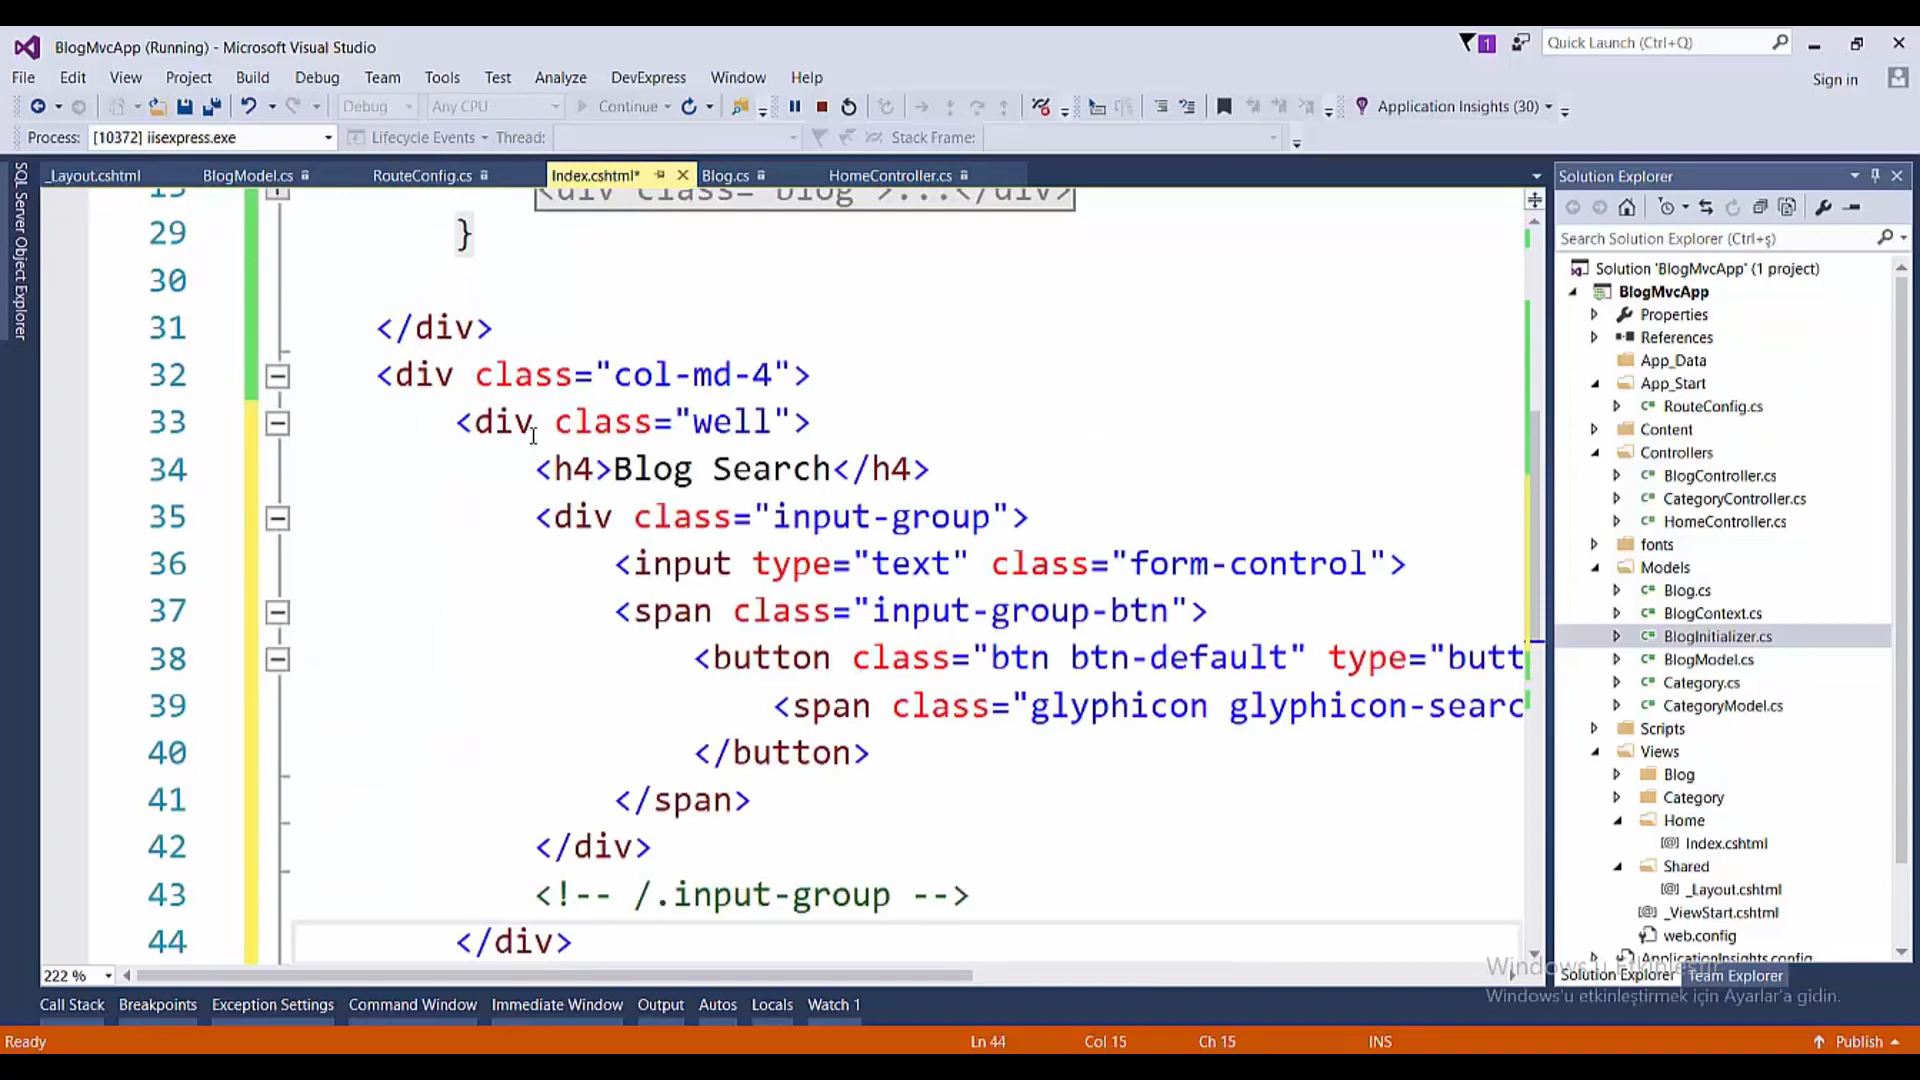 BlogMvcApp (Running) - Microsoft Visual Studio
1
Quick Launch (Ctrl+Q)
File Edit View Project Build Debug Team Tools Test Analyze DevExpress Window Help
Sign in
Debug Any CPU Continue Application Insights (30)
Process: [10372] iisexpress.exe Lifecycle Events Thread: Stack Frame:
SQL Server Object Explorer
_Layout.cshtml BlogModel.cs RouteConfig.cs Index.cshtml* Blog.cs HomeController.cs
<div class="blog">...</div>
29 }
30
31 </div>
32 <div class="col-md-4">
33 <div class="well">
34 <h4>Blog Search</h4>
35 <div class="input-group">
36 <input type="text" class="form-control">
37 <span class="input-group-btn">
38 <button class="btn btn-default" type="butt
39 <span class="glyphicon glyphicon-searc
40 </button>
41 </span>
42 </div>
43 <!-- /.input-group -->
44 </div>
222 %
Solution Explorer
Search Solution Explorer (Ctrl+ş)
Solution 'BlogMvcApp' (1 project)
BlogMvcApp
Properties
References
App_Data
App_Start
C# RouteConfig.cs
Content
Controllers
C# BlogController.cs
C# CategoryController.cs
C# HomeController.cs
fonts
Models
C# Blog.cs
C# BlogContext.cs
C# BlogInitializer.cs
C# BlogModel.cs
C# Category.cs
C# CategoryModel.cs
Scripts
Views
Blog
Category
Home
Index.cshtml
Shared
_Layout.cshtml
_ViewStart.cshtml
web.config
ApplicationInsights.config
Solution Explorer Team Explorer
Windows'u Etkinleştir
Windows'u etkinleştirmek için Ayarlar'a gidin.
Call Stack Breakpoints Exception Settings Command Window Immediate Window Output Autos Locals Watch 1
Ready Ln 44 Col 15 Ch 15 INS Publish